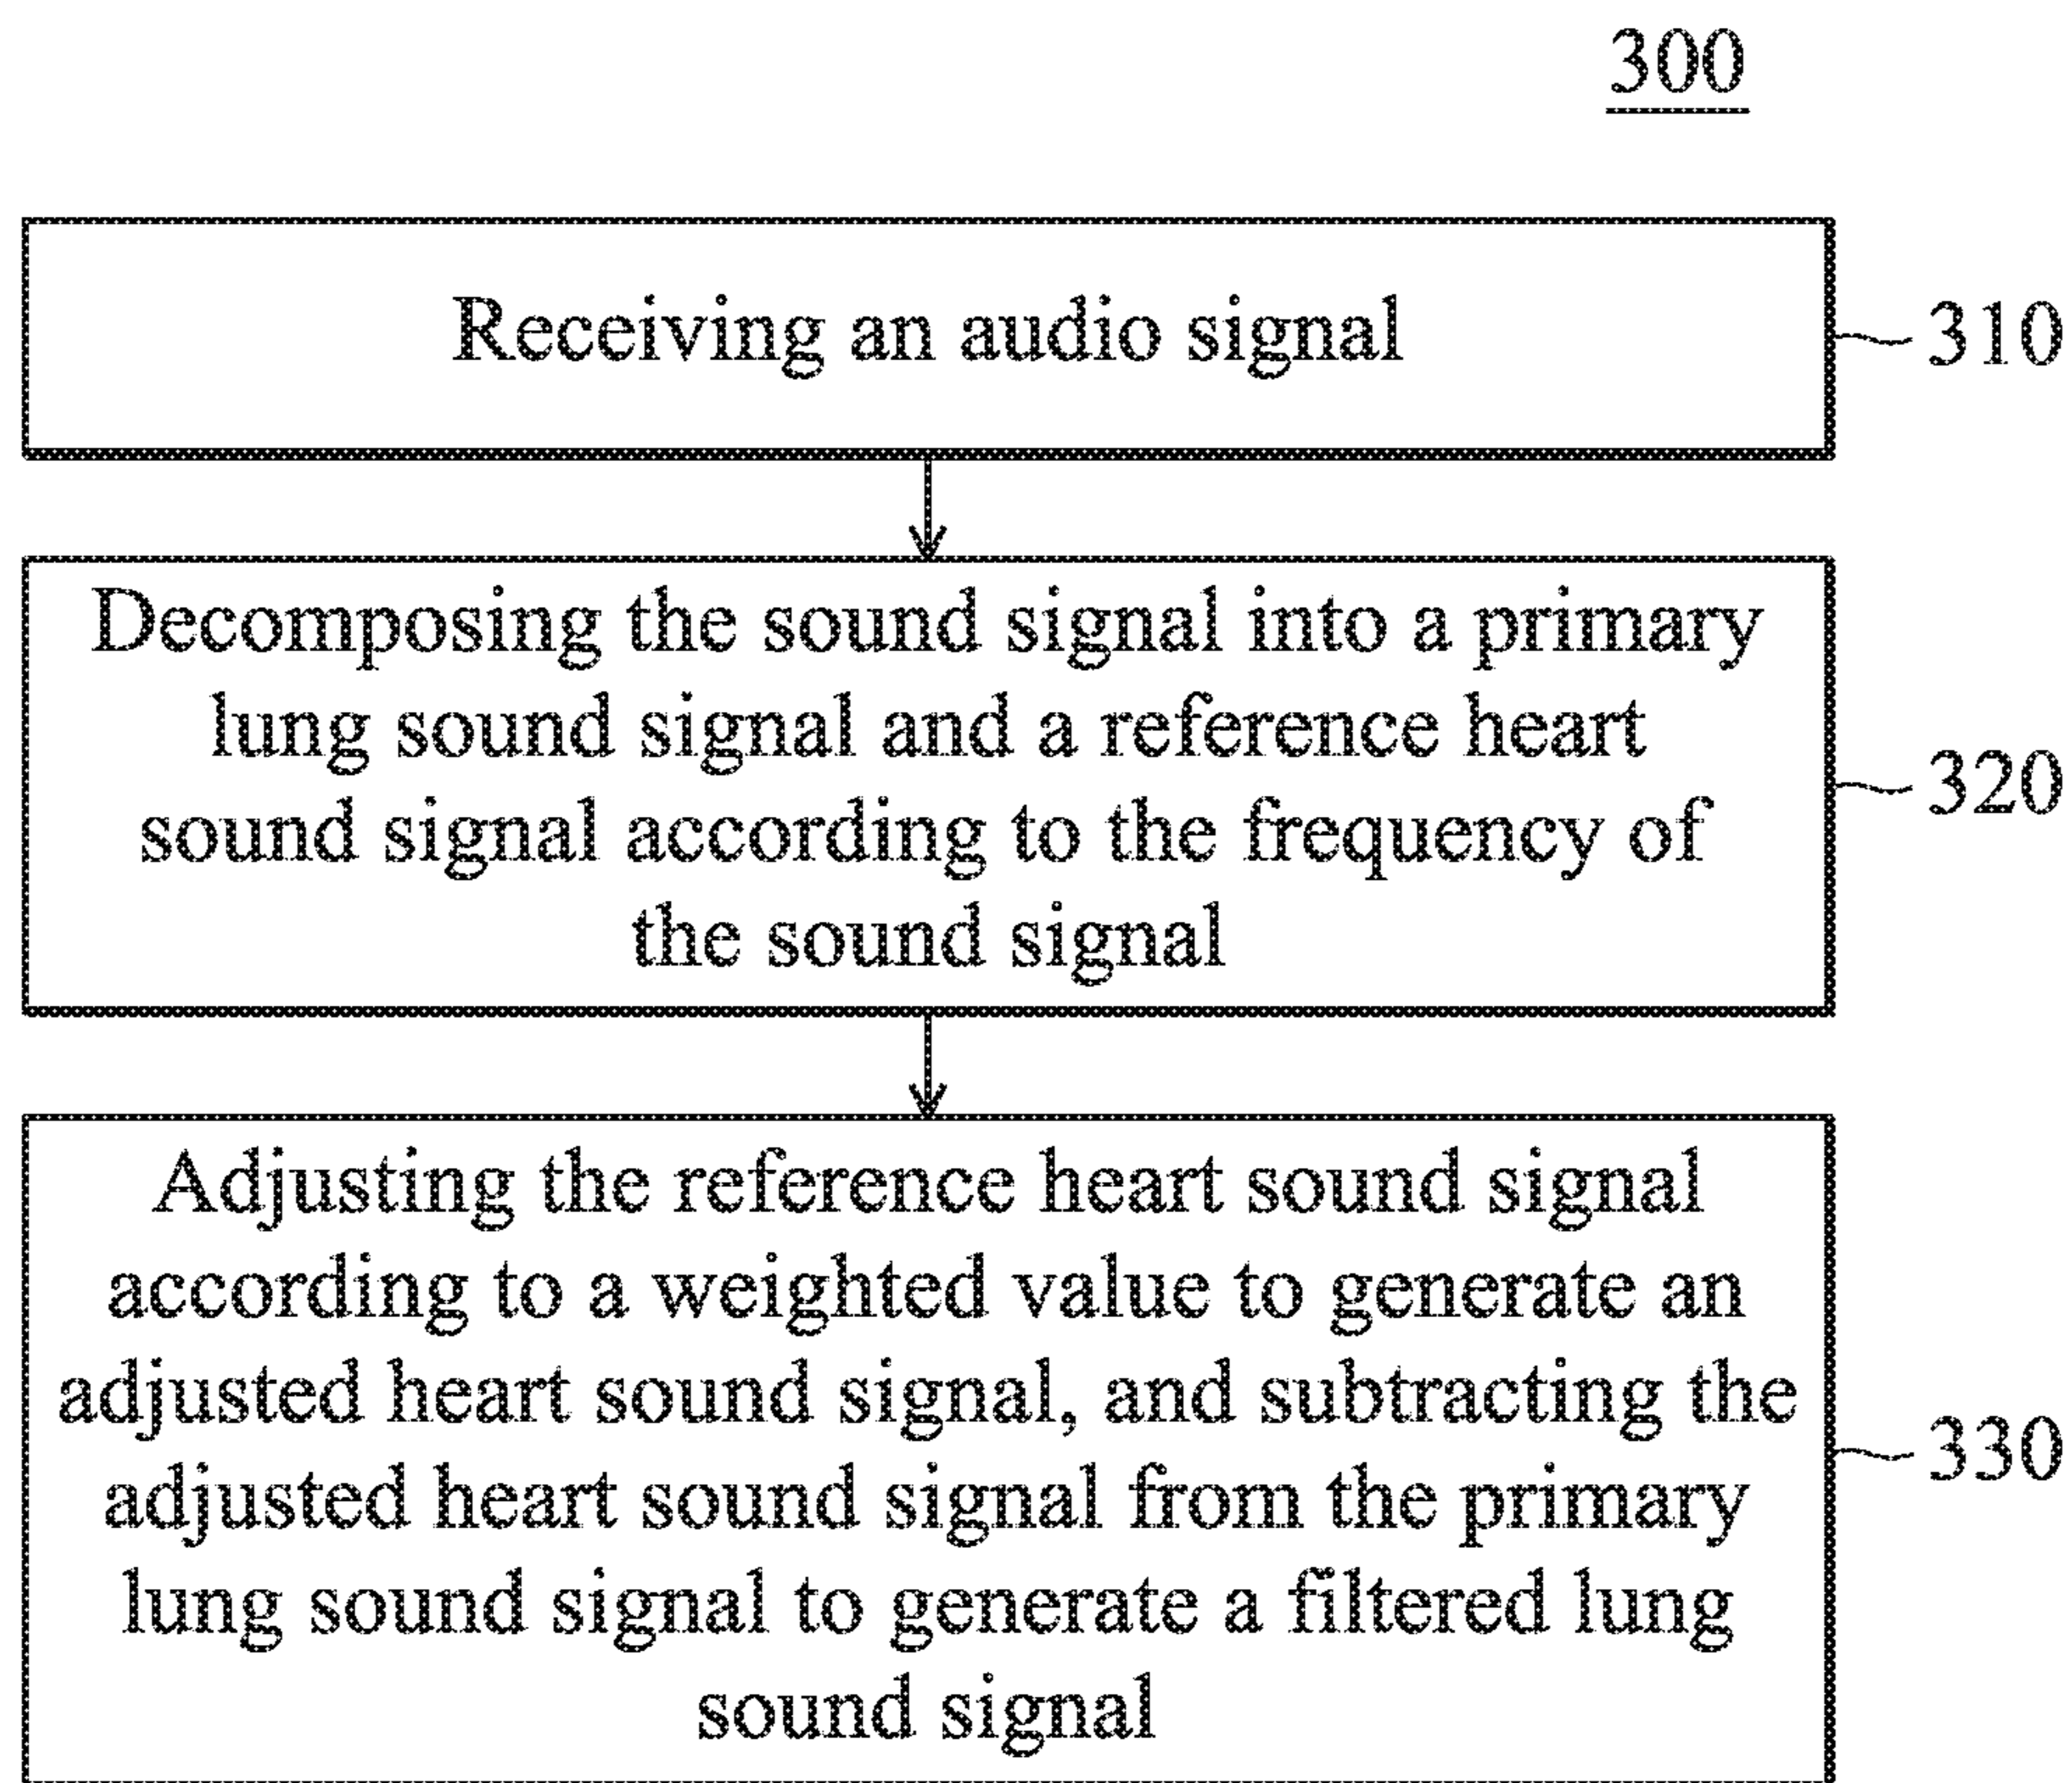 300
Receiving an audio signal
310
Decomposing the sound signal into a primary
lung sound signal and a reference heart
sound signal according to the frequency of
the sound signal
320
Adjusting the reference heart sound signal
according to a weighted value to generate an
adjusted heart sound signal, and subtracting the
adjusted heart sound signal from the primary
lung sound signal to generate a filtered lung
sound signal
330